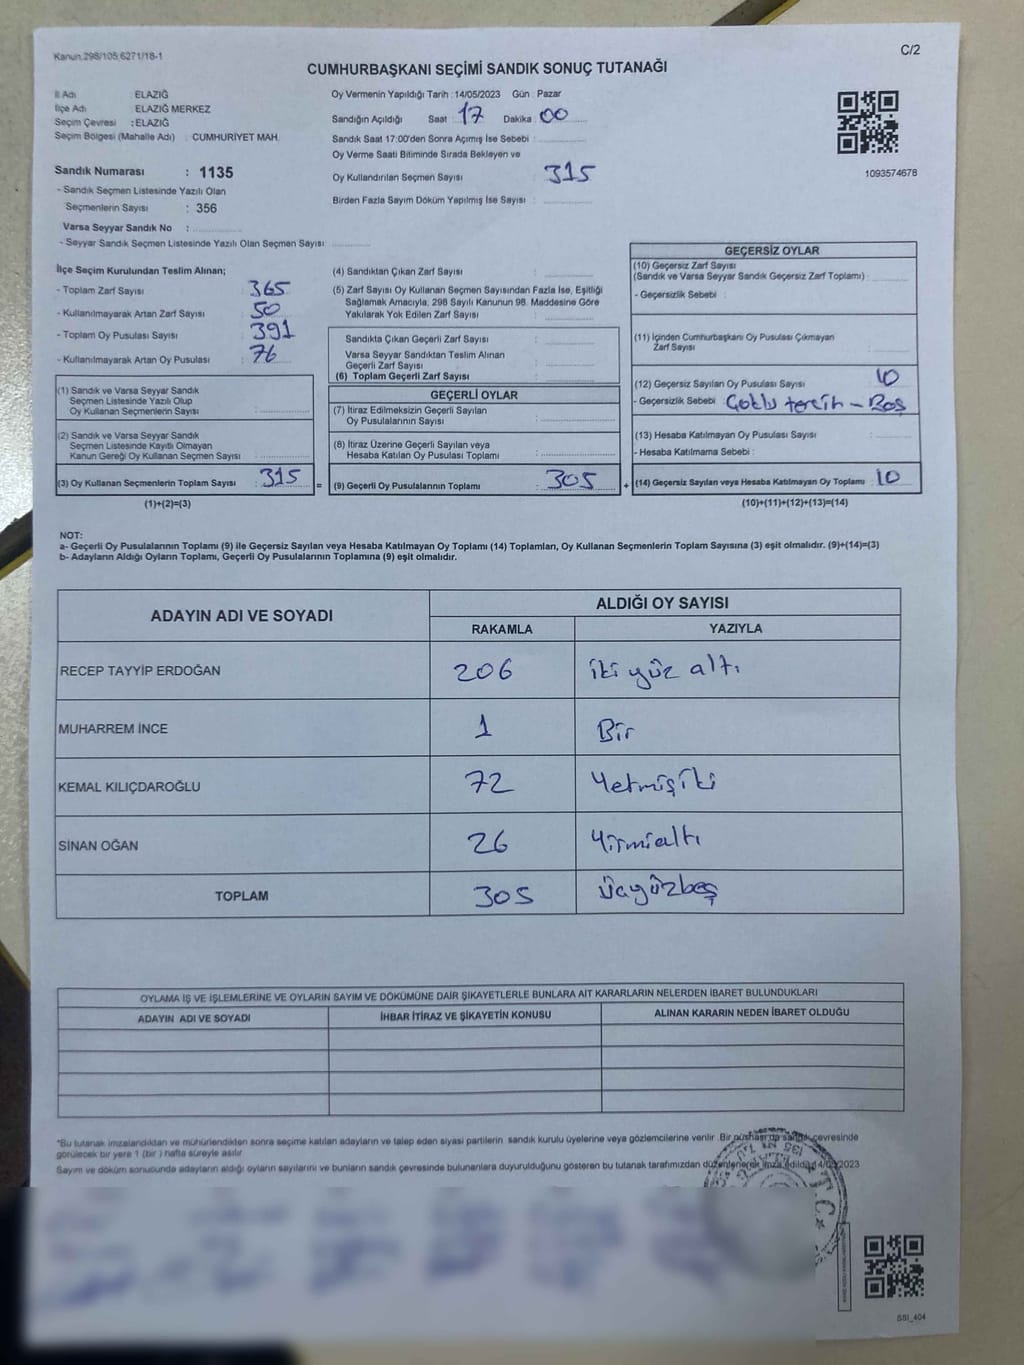 Kanun.298/105,6271/18-1
C/2
CUMHURBAŞKANI SEÇİMİ SANDIK SONUÇ TUTANAĞI
İl Adı : ELAZIĞ
İlçe Adı : ELAZIĞ MERKEZ
Seçim Çevresi : ELAZIĞ
Seçim Bölgesi (Mahalle Adı) : CUMHURİYET MAH.
Sandık Numarası : 1135
- Sandık Seçmen Listesinde Yazılı Olan
Seçmenlerin Sayısı : 356
Varsa Seyyar Sandık No :
- Seyyar Sandık Seçmen Listesinde Yazılı Olan Seçmen Sayısı:
Oy Vermenin Yapıldığı Tarih : 14/05/2023 Gün : Pazar
Sandığın Açıldığı Saat : 17 Dakika : 00
Sandık Saat 17:00'den Sonra Açımış İse Sebebi :
Oy Verme Saati Bitiminde Sırada Bekleyen ve
Oy Kullandırılan Seçmen Sayısı : 315
Birden Fazla Sayım Döküm Yapılmış İse Sayısı :
1093574678
İlçe Seçim Kurulundan Teslim Alınan;
- Toplam Zarf Sayısı : 365
- Kullanılmayarak Artan Zarf Sayısı : 50
- Toplam Oy Pusulası Sayısı : 391
- Kullanılmayarak Artan Oy Pusulası : 76
(1) Sandık ve Varsa Seyyar Sandık
Seçmen Listesinde Yazılı Olup
Oy Kullanan Seçmenlerin Sayısı :
(2) Sandık ve Varsa Seyyar Sandık
Seçmen Listesinde Kayıtlı Olmayan
Kanun Gereği Oy Kullanan Seçmen Sayısı :
(3) Oy Kullanan Seçmenlerin Toplam Sayısı : 315 =
(1)+(2)=(3)
(4) Sandıktan Çıkan Zarf Sayısı :
(5) Zarf Sayısı Oy Kullanan Seçmen Sayısından Fazla İse, Eşitliği
Sağlamak Amacıyla, 298 Sayılı Kanunun 98. Maddesine Göre
Yakılarak Yok Edilen Zarf Sayısı :
Sandıkta Çıkan Geçerli Zarf Sayısı :
Varsa Seyyar Sandıktan Teslim Alınan
Geçerli Zarf Sayısı :
(6) Toplam Geçerli Zarf Sayısı :
GEÇERLİ OYLAR
(7) İtiraz Edilmeksizin Geçerli Sayılan
Oy Pusulalarının Sayısı :
(8) İtiraz Üzerine Geçerli Sayılan veya
Hesaba Katılan Oy Pusulası Toplamı :
(9) Geçerli Oy Pusulalarının Toplamı : 305 +
GEÇERSİZ OYLAR
(10) Geçersiz Zarf Sayısı
(Sandık ve Varsa Seyyar Sandık Geçersiz Zarf Toplamı) :
- Geçersizlik Sebebi :
(11) İçinden Cumhurbaşkanı Oy Pusulası Çıkmayan
Zarf Sayısı :
(12) Geçersiz Sayılan Oy Pusulası Sayısı : 10
- Geçersizlik Sebebi : Çoklu tercih - Boş
(13) Hesaba Katılmayan Oy Pusulası Sayısı :
- Hesaba Katılmama Sebebi :
(14) Geçersiz Sayılan veya Hesaba Katılmayan Oy Toplamı : 10
(10)+(11)+(12)+(13)=(14)
NOT:
a- Geçerli Oy Pusulalarının Toplamı (9) ile Geçersiz Sayılan veya Hesaba Katılmayan Oy Toplamı (14) Toplamları, Oy Kullanan Seçmenlerin Toplam Sayısına (3) eşit olmalıdır. (9)+(14)=(3)
b- Adayların Aldığı Oyların Toplamı, Geçerli Oy Pusulalarının Toplamına (9) eşit olmalıdır.
ADAYIN ADI VE SOYADI
ALDIĞI OY SAYISI
RAKAMLA YAZIYLA
RECEP TAYYİP ERDOĞAN 206 iki yüz altı
MUHARREM İNCE 1 Bir
KEMAL KILIÇDAROĞLU 72 Yetmişiki
SİNAN OĞAN 26 Yirmialtı
TOPLAM 305 Üçyüzbeş
OYLAMA İŞ VE İŞLEMLERİNE VE OYLARIN SAYIM VE DÖKÜMÜNE DAİR ŞİKAYETLERLE BUNLARA AİT KARARLARIN NELERDEN İBARET BULUNDUKLARI
ADAYIN ADI VE SOYADI İHBAR İTİRAZ VE ŞİKAYETİN KONUSU ALINAN KARARIN NEDEN İBARET OLDUĞU
*Bu tutanak imzalandıktan ve mühürlendikten sonra seçime katılan adayların ve talep eden siyasi partilerin sandık kurulu üyelerine veya gözlemcilerine verilir. Bir nüshası da sandık çevresinde
görülecek bir yere 1 (bir) hafta süreyle asılır
Sayım ve döküm sonusunda adayların aldığı oyların sayılarını ve bunların sandık çevresinde bulunanlara duyurulduğunu gösteren bu tutanak tarafımızdan düzenlenerek imza edildi.
T.C.
SSI_404